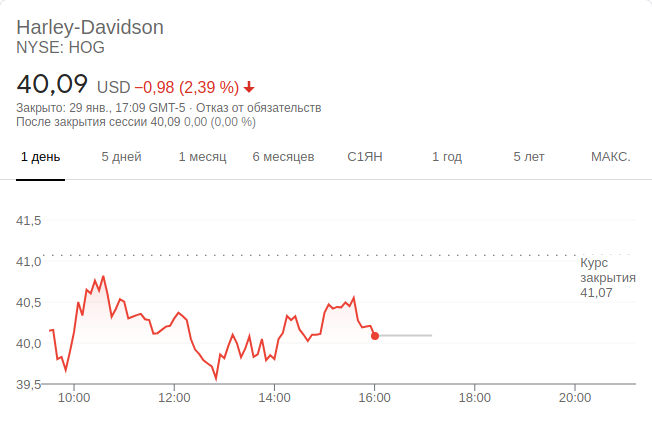 Harley-Davidson
NYSE: HOG
40,09 USD −0,98 (2,39 %)
Закрыто: 29 янв., 17:09 GMT-5 · Отказ от обязательств
После закрытия сессии 40,09 0,00 (0,00 %)
1 день 5 дней 1 месяц 6 месяцев С1ЯН 1 год 5 лет МАКС.
41,5
41,0
Курс
закрытия
41,07
40,5
40,0
39,5
10:00 12:00 14:00 16:00 18:00 20:00